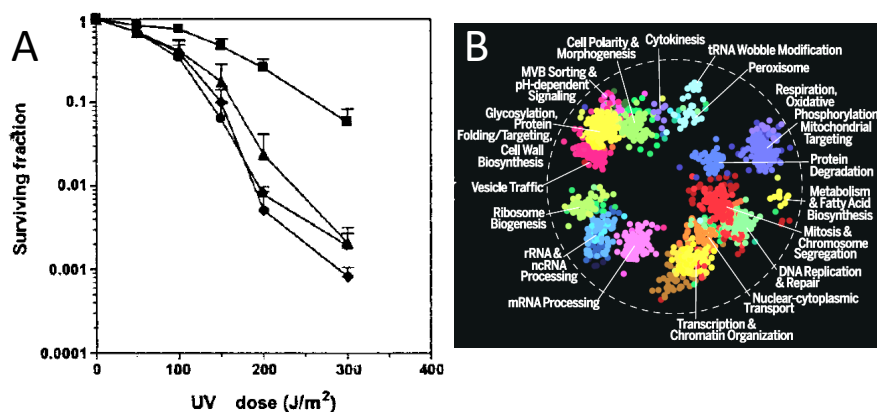 A
1
0.1
0.01
0.001
0.0001
Surviving fraction
0
100
200
300
400
UV dose (J/m²)
B
Cytokinesis
Cell Polarity &
Morphogenesis
tRNA Wobble Modification
Peroxisome
MVB Sorting &
pH-dependent
Signaling
Respiration,
Oxidative
Phosphorylation
Mitochondrial
Targeting
Glycosylation,
Protein
Folding/Targeting,
Cell Wall
Biosynthesis
Protein
Degradation
Vesicle Traffic
Metabolism
& Fatty Acid
Biosynthesis
Ribosome
Biogenesis
Mitosis &
Chromosome
Segregation
rRNA &
ncRNA
Processing
DNA Replication
& Repair
mRNA Processing
Nuclear-cytoplasmic
Transport
Transcription &
Chromatin Organization